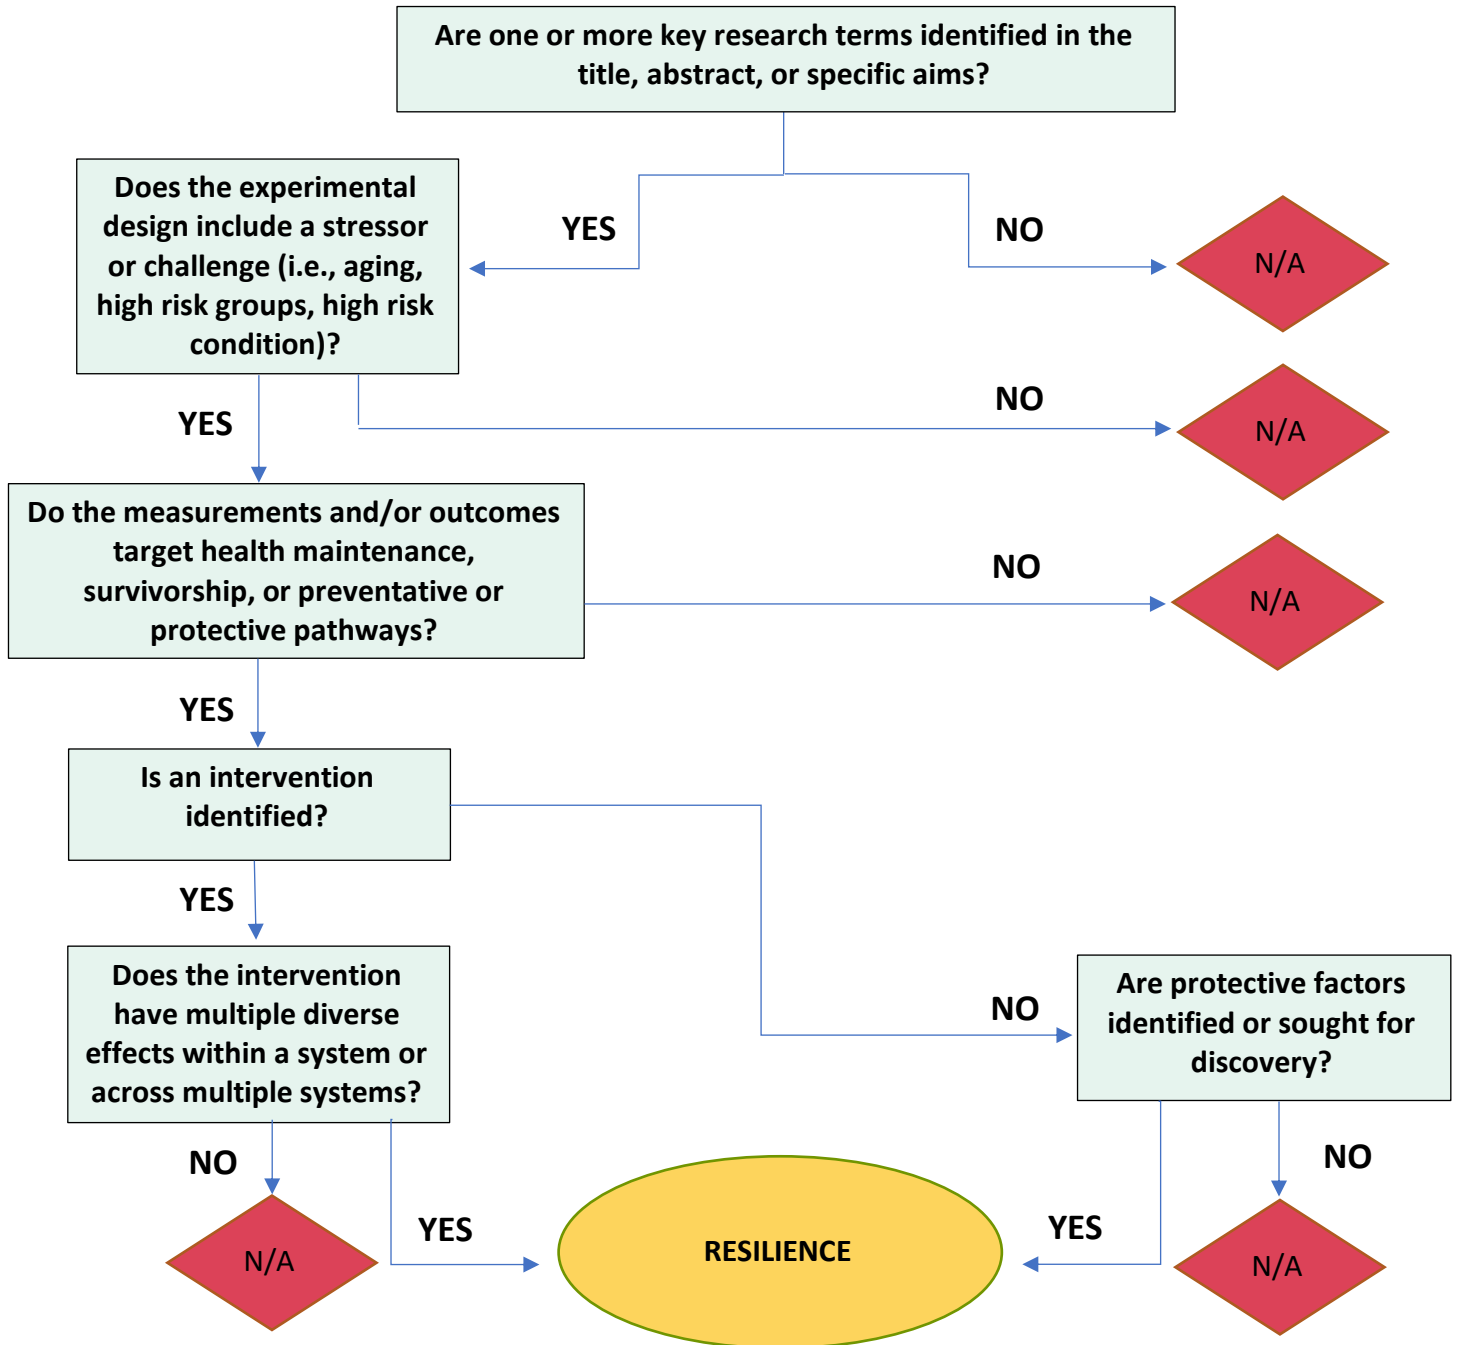 Are one or more key research terms identified in the
title, abstract, or specific aims?
Does the experimental
design include a stressor
or challenge (i.e., aging,
high risk groups, high risk
condition)?
YES
NO
N/A
YES
NO
N/A
Do the measurements and/or outcomes
target health maintenance,
survivorship, or preventative or
protective pathways?
NO
N/A
YES
Is an intervention
identified?
YES
NO
Does the intervention
have multiple diverse
effects within a system or
across multiple systems?
Are protective factors
identified or sought for
discovery?
NO
N/A
YES
RESILIENCE
YES
NO
N/A